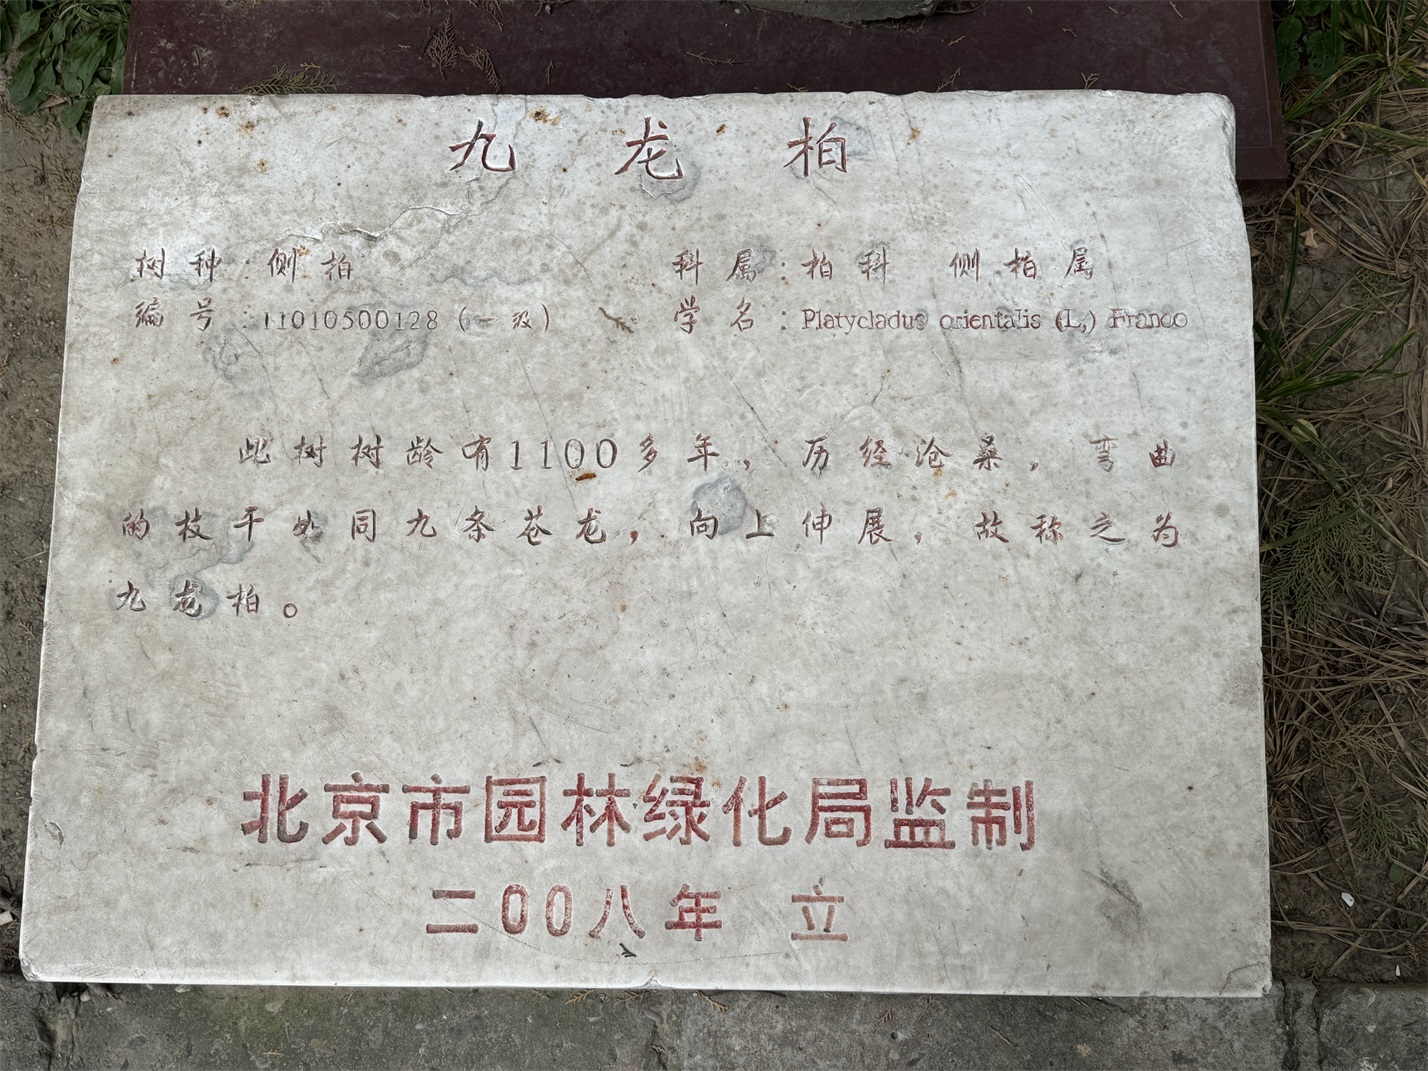 九龙柏
树种：侧柏 科属：柏科 侧柏属
编号：11010500128（一级） 学名：Platycladus orientalis (L.) Franco
此树树龄有1100多年，历经沧桑，弯曲
的枝干如同九条苍龙，向上伸展，故称之为
九龙柏。
北京市园林绿化局监制
二00八年 立